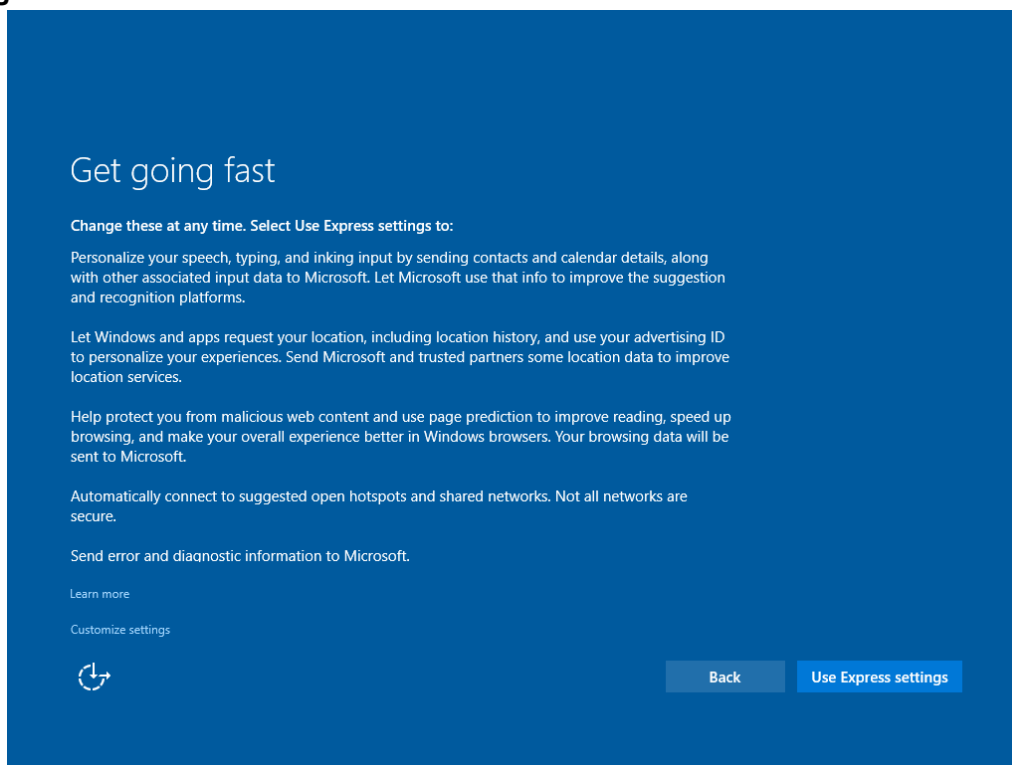 Get going fast
Change these at any time. Select Use Express settings to:
Personalize your speech, typing, and inking input by sending contacts and calendar details, along
with other associated input data to Microsoft. Let Microsoft use that info to improve the suggestion
and recognition platforms.
Let Windows and apps request your location, including location history, and use your advertising ID
to personalize your experiences. Send Microsoft and trusted partners some location data to improve
location services.
Help protect you from malicious web content and use page prediction to improve reading, speed up
browsing, and make your overall experience better in Windows browsers. Your browsing data will be
sent to Microsoft.
Automatically connect to suggested open hotspots and shared networks. Not all networks are
secure.
Send error and diagnostic information to Microsoft.
Learn more
Customize settings
Back
Use Express settings